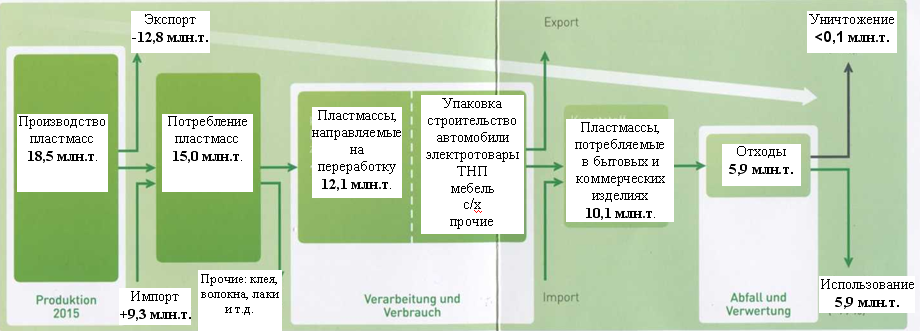 Экспорт
-12,8 млн.т.
Export
Уничтожение
<0,1 млн.т.
Производство
пластмасс
18,5 млн.т.
Потребление
пластмасс
15,0 млн.т.
Пластмассы,
направляемые
на
переработку
12,1 млн.т.
Упаковка
строительство
автомобили
электротовары
ТНП
мебель
с/х
прочие
Пластмассы,
потребляемые
в бытовых и
коммерческих
изделиях
10,1 млн.т.
Отходы
5,9 млн.т.
Produktion
2015
Импорт
+9,3 млн.т.
Прочие: клея,
волокна, лаки
и т.д.
Verarbeitung und
Verbrauch
Import
Abfall und
Verwertung
Использование
5,9 млн.т.